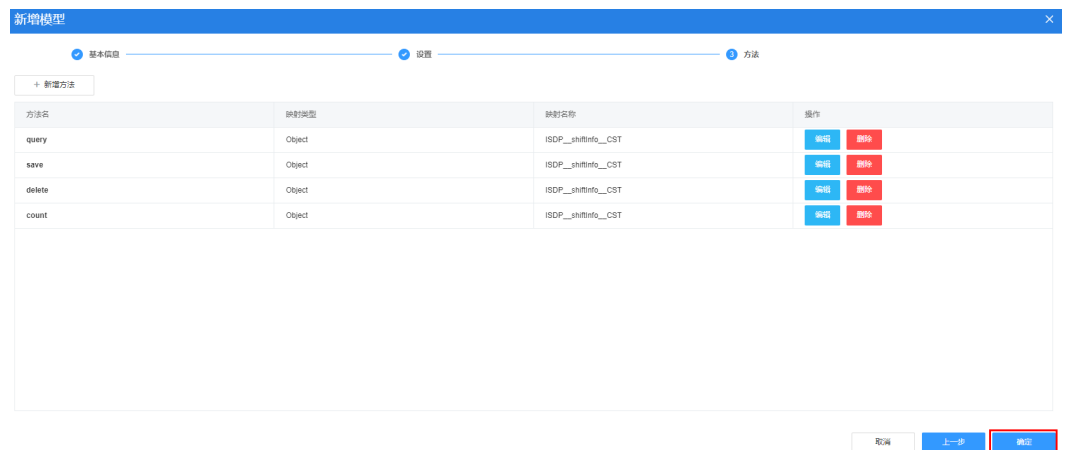 新增模型 ×
基本信息 设置 3 方法
+ 新增方法
方法名 映射类型 映射名称 操作
query Object ISDP__shiftInfo__CST 编辑 删除
save Object ISDP__shiftInfo__CST 编辑 删除
delete Object ISDP__shiftInfo__CST 编辑 删除
count Object ISDP__shiftInfo__CST 编辑 删除
取消 上一步 确定